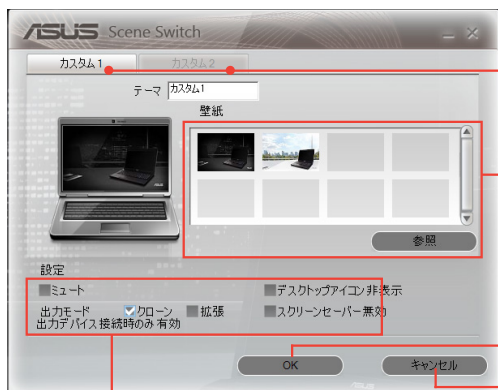 ASUS Scene Switch
カスタム1 カスタム2
テーマ カスタム1
壁紙
参照
設定
ミュート デスクトップアイコン非表示
出力モード クローン 拡張 スクリーンセーバー無効
出力デバイス接続時のみ有効
OK キャンセル